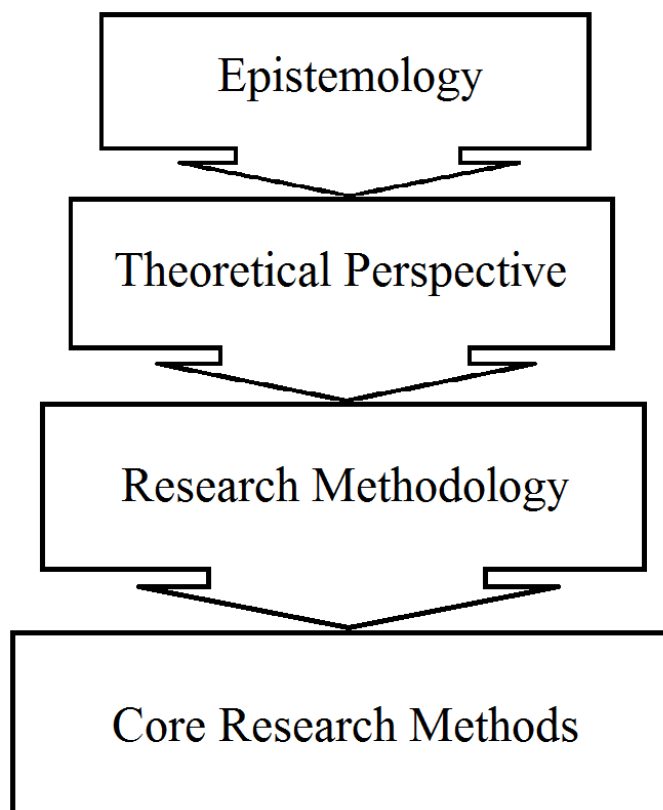 Epistemology
Theoretical Perspective
Research Methodology
Core Research Methods